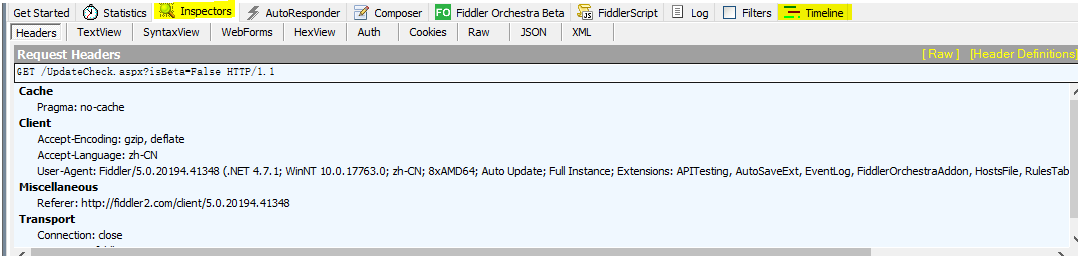 Get Started Statistics Inspectors AutoResponder Composer FO Fiddler Orchestra Beta FiddlerScript Log Filters Timeline
Headers TextView SyntaxView WebForms HexView Auth Cookies Raw JSON XML
Request Headers [ Raw ] [Header Definitions]
GET /UpdateCheck.aspx?isBeta=False HTTP/1.1
Cache
Pragma: no-cache
Client
Accept-Encoding: gzip, deflate
Accept-Language: zh-CN
User-Agent: Fiddler/5.0.20194.41348 (.NET 4.7.1; WinNT 10.0.17763.0; zh-CN; 8xAMD64; Auto Update; Full Instance; Extensions: APITesting, AutoSaveExt, EventLog, FiddlerOrchestraAddon, HostsFile, RulesTab
Miscellaneous
Referer: http://fiddler2.com/client/5.0.20194.41348
Transport
Connection: close